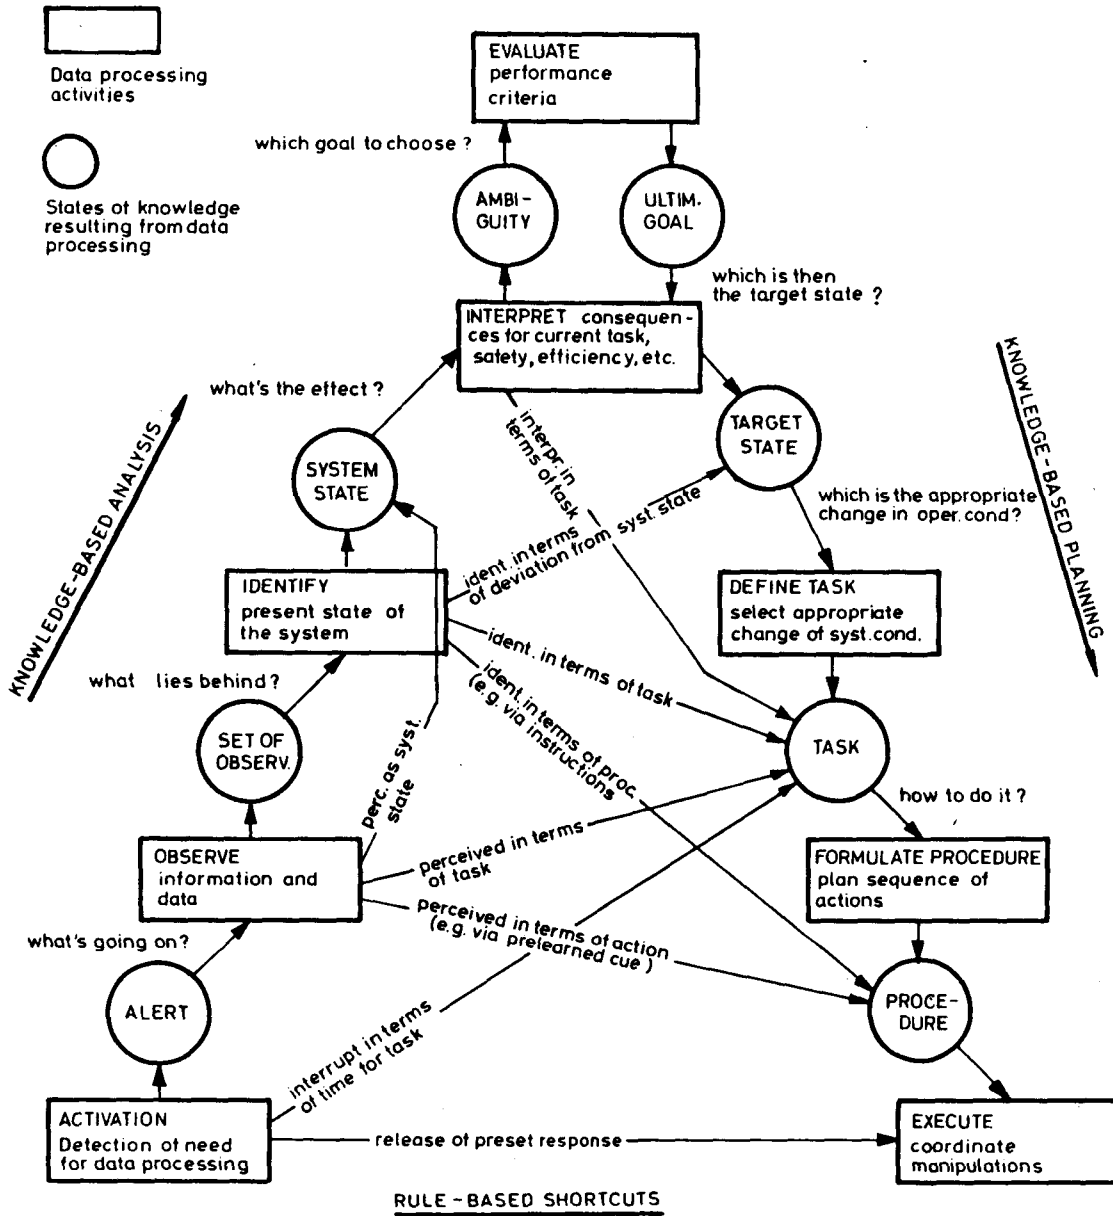 Data processing
activities
States of knowledge
resulting from data
processing
EVALUATE
performance
criteria
which goal to choose ?
AMBI-
GUITY
ULTIM.
GOAL
which is then
the target state ?
INTERPRET consequen-
ces for current task,
safety, efficiency, etc.
what's the effect ?
KNOWLEDGE-BASED ANALYSIS
KNOWLEDGE-BASED PLANNING
SYSTEM
STATE
interpr. in
terms of task
TARGET
STATE
which is the appropriate
change in oper. cond?
ident. in terms
of deviation from syst. state
IDENTIFY
present state of
the system
DEFINE TASK
select appropriate
change of syst. cond.
ident. in terms of task
ident. in terms of proc.
(e.g. via instructions
what lies behind?
SET OF
OBSERV.
perc. as syst.
state
TASK
how to do it?
OBSERVE
information and
data
perceived in terms
of task
perceived in terms of action
(e.g. via prelearned cue )
FORMULATE PROCEDURE
plan sequence of
actions
what's going on?
ALERT
PROCE-
DURE
interrupt in terms
of time for task
ACTIVATION
Detection of need
for data processing
release of preset response
EXECUTE
coordinate
manipulations
RULE-BASED SHORTCUTS